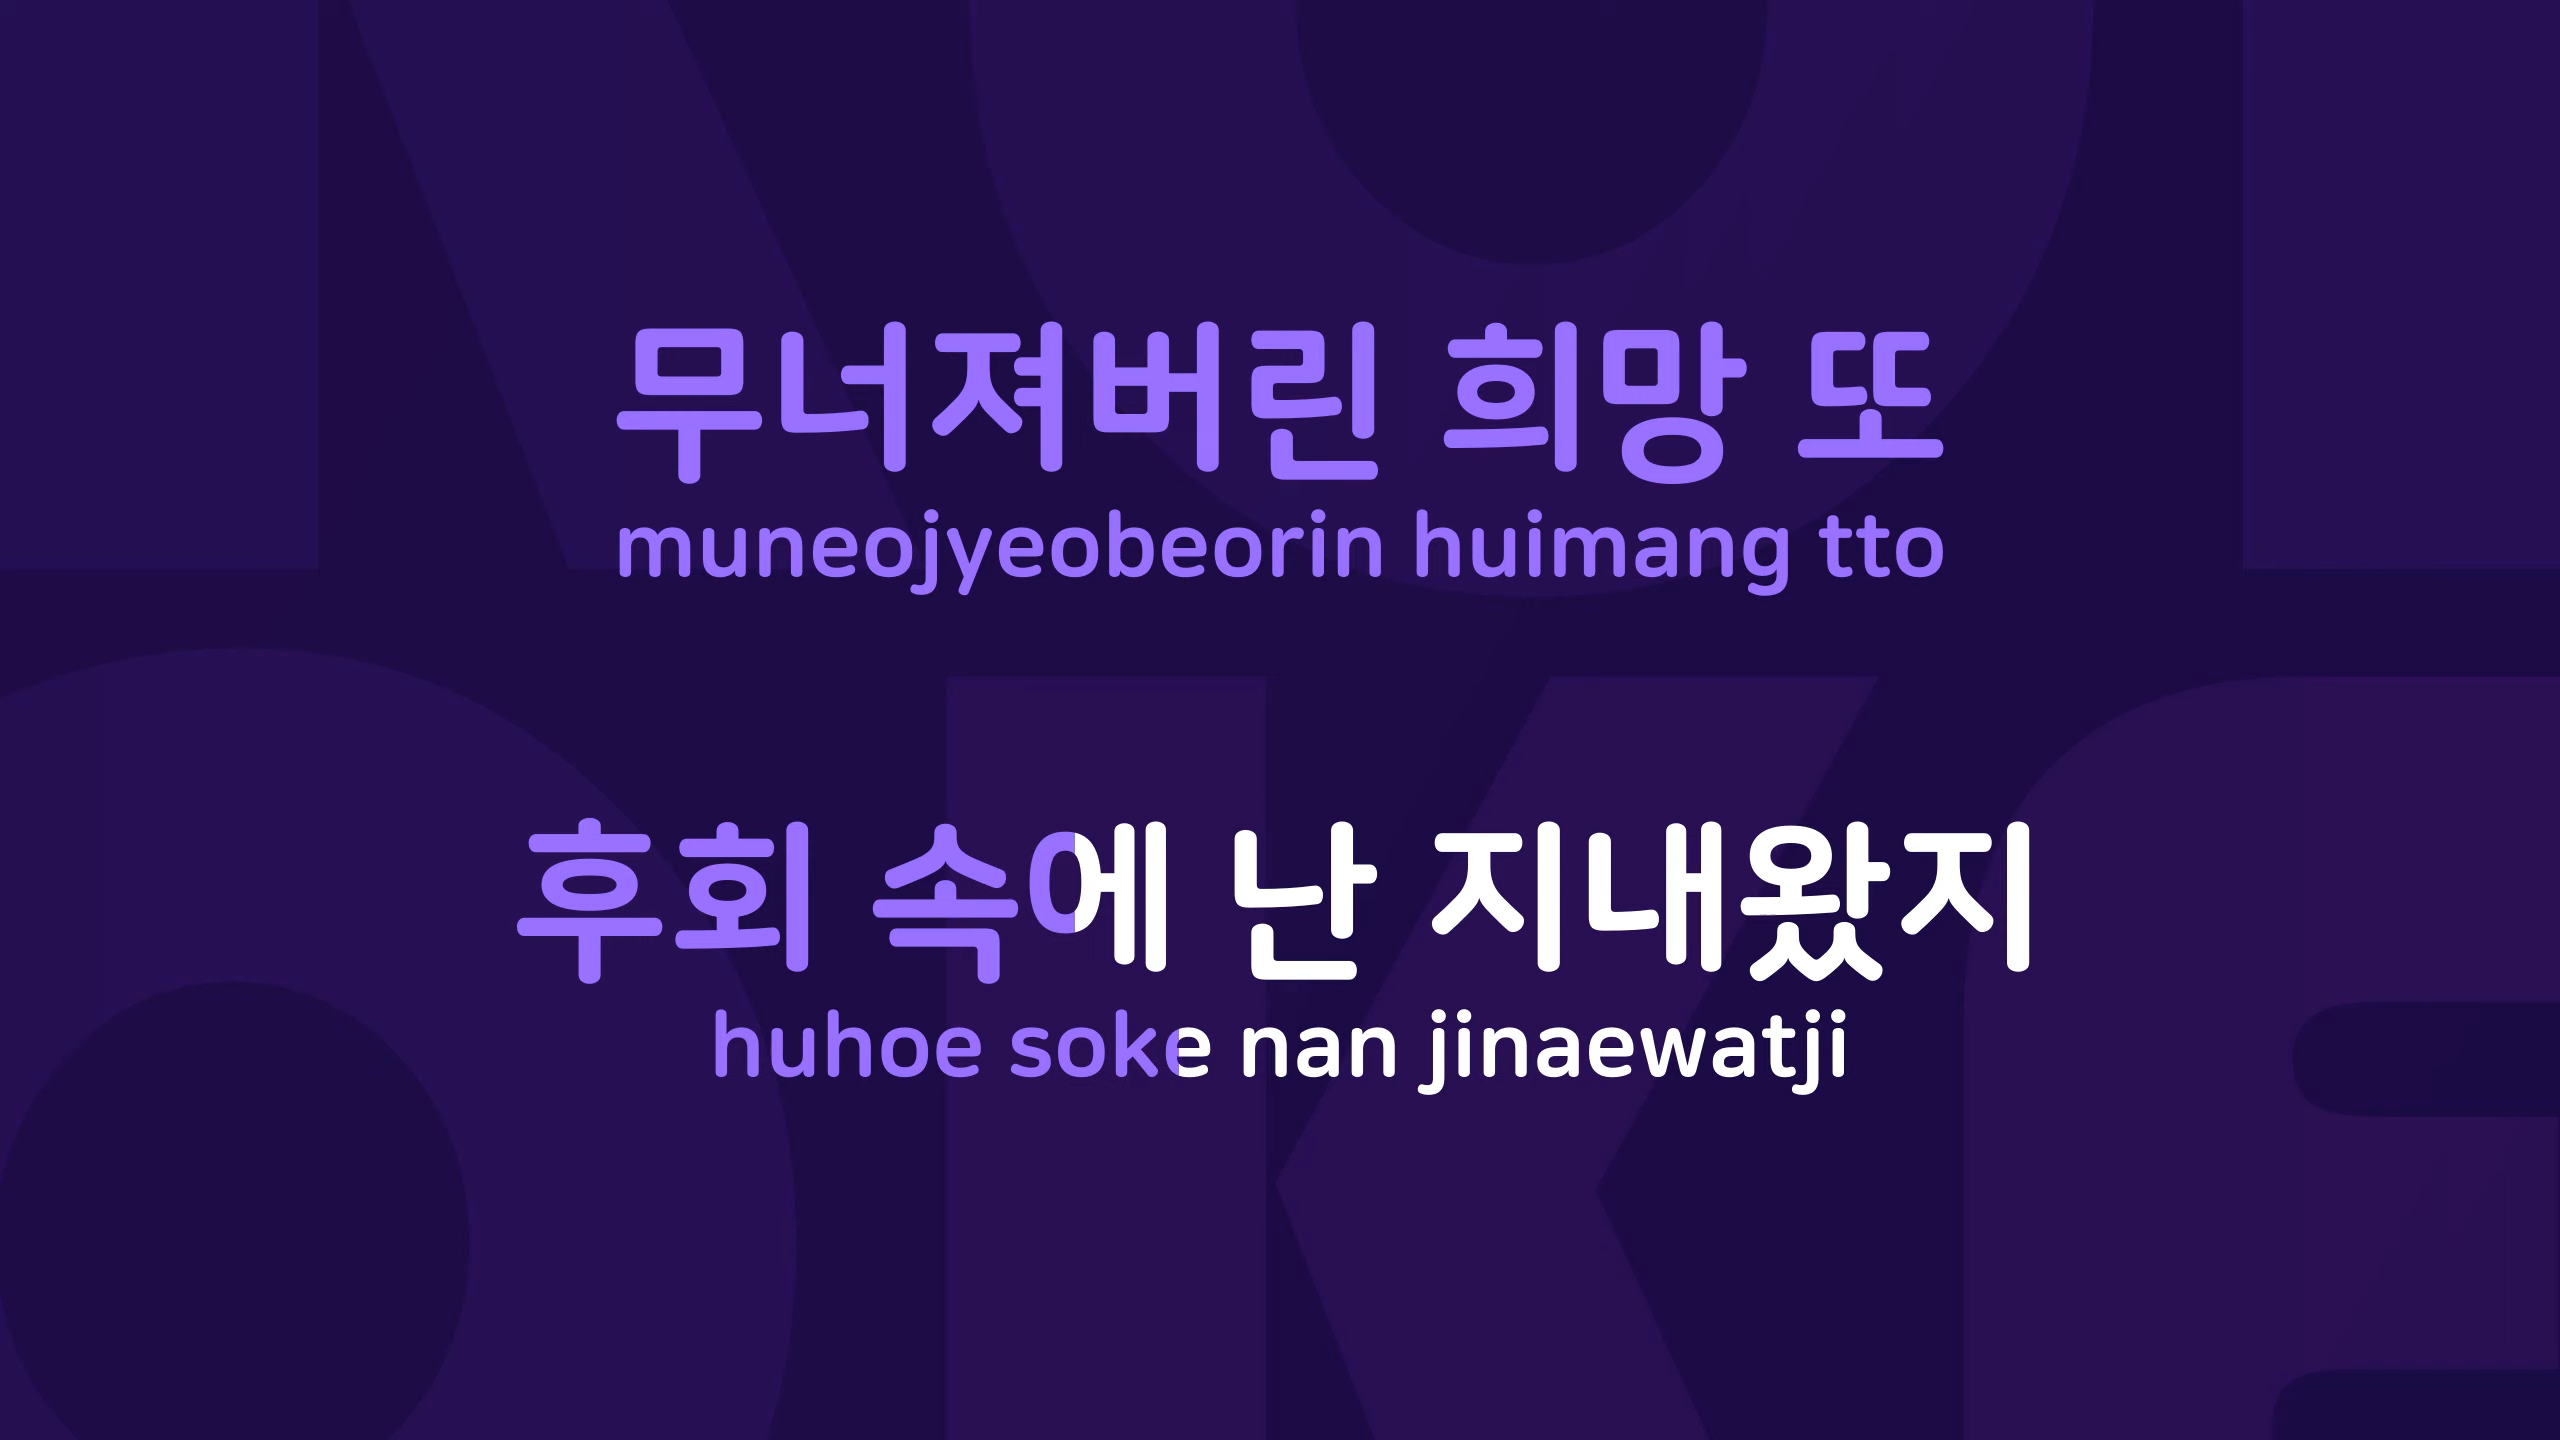 무너져버린 희망 또
muneojyeobeorin huimang tto
후회 속에 난 지내왔지
huhoe soke nan jinaewatji